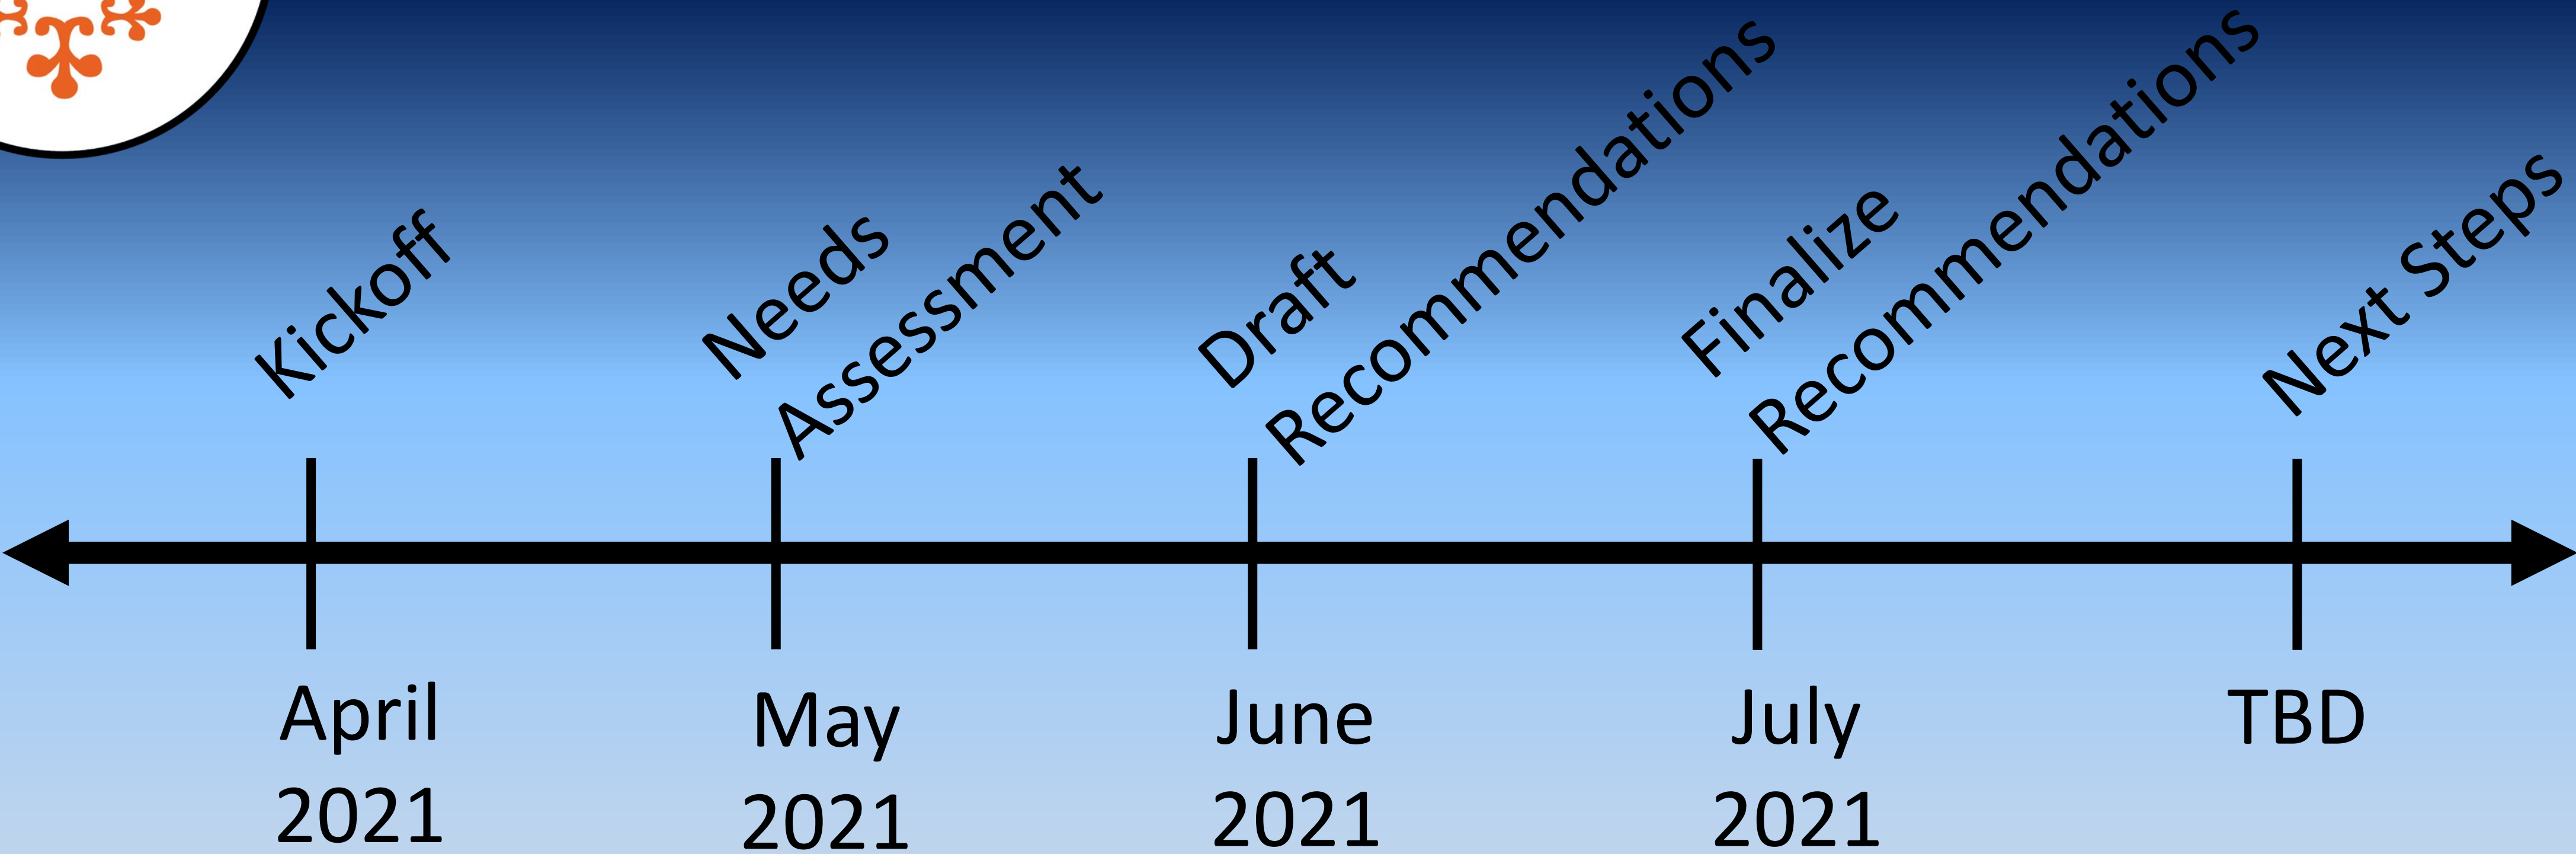 Kickoff
Needs
Assessment
Draft
Recommendations
Finalize
Recommendations
Next Steps
April
2021
May
2021
June
2021
July
2021
TBD